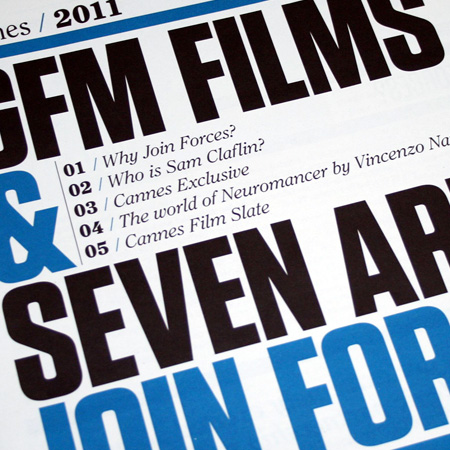 nes / 2011
GFM FILMS
01 / Why Join Forces?
02 / Who is Sam Claflin?
03 / Cannes Exclusive
04 / The world of Neuromancer by Vincenzo Na
05 / Cannes Film Slate
&
SEVEN AR
JOIN FOR